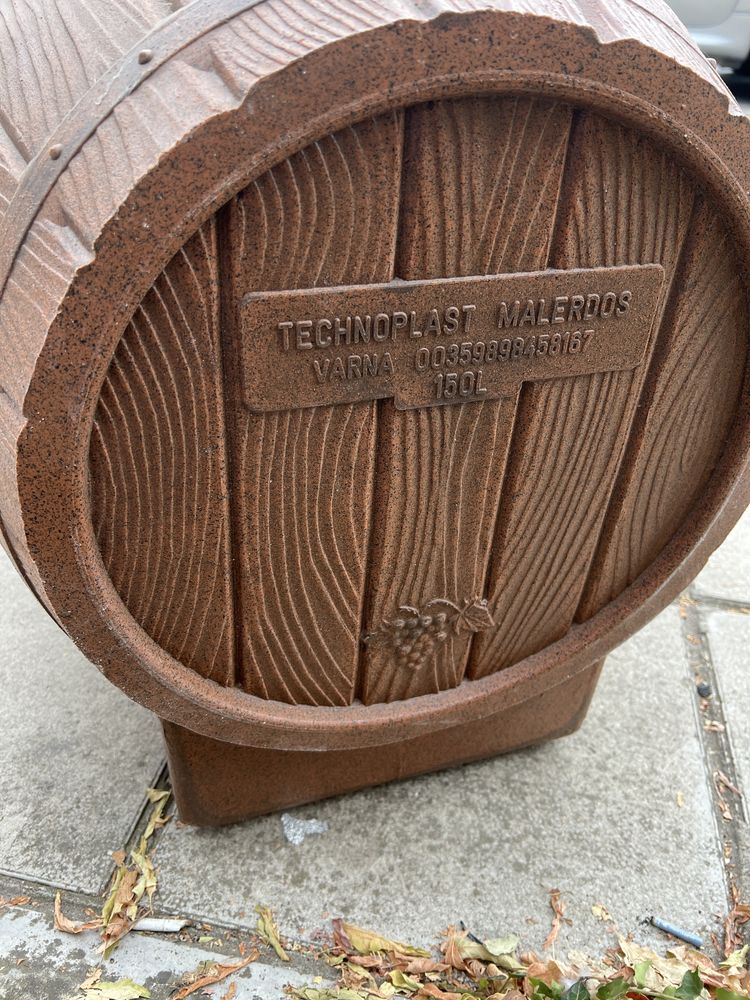 TECHNOPLAST MALERDOS
VARNA 00359898458167
150L